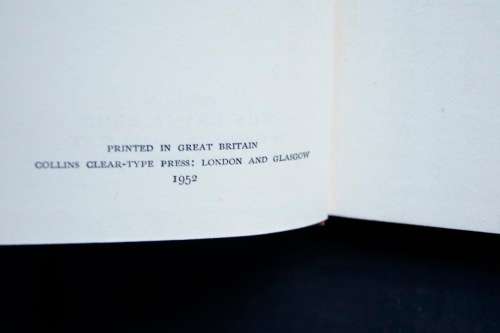 PRINTED IN GREAT BRITAIN
COLLINS CLEAR-TYPE PRESS: LONDON AND GLASGOW
1952